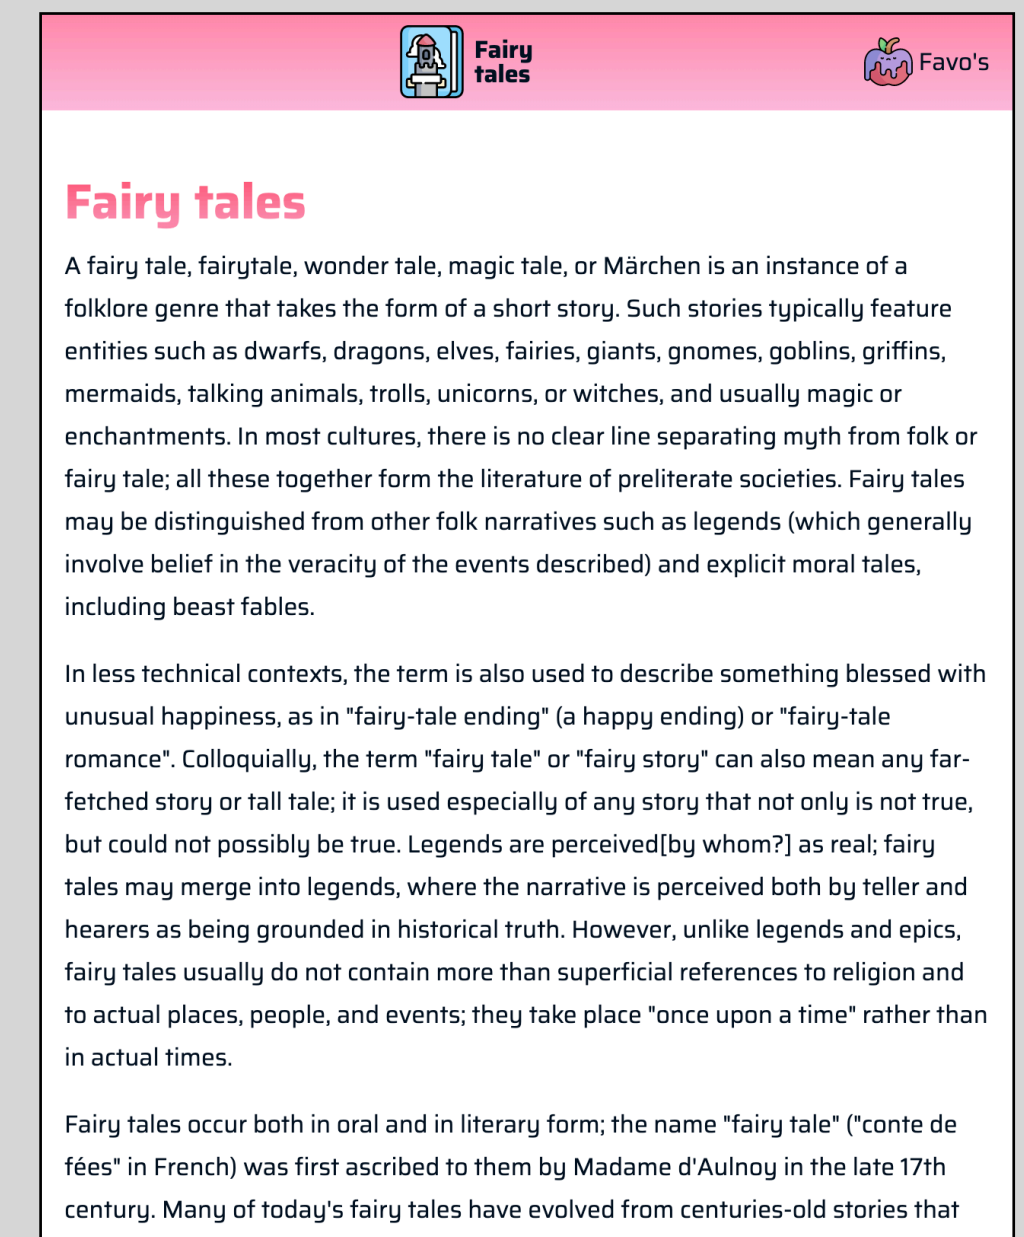 Fairy
tales
Favo's
Fairy tales
A fairy tale, fairytale, wonder tale, magic tale, or Märchen is an instance of a
folklore genre that takes the form of a short story. Such stories typically feature
entities such as dwarfs, dragons, elves, fairies, giants, gnomes, goblins, griffins,
mermaids, talking animals, trolls, unicorns, or witches, and usually magic or
enchantments. In most cultures, there is no clear line separating myth from folk or
fairy tale; all these together form the literature of preliterate societies. Fairy tales
may be distinguished from other folk narratives such as legends (which generally
involve belief in the veracity of the events described) and explicit moral tales,
including beast fables.
In less technical contexts, the term is also used to describe something blessed with
unusual happiness, as in "fairy-tale ending" (a happy ending) or "fairy-tale
romance". Colloquially, the term "fairy tale" or "fairy story" can also mean any far-
fetched story or tall tale; it is used especially of any story that not only is not true,
but could not possibly be true. Legends are perceived[by whom?] as real; fairy
tales may merge into legends, where the narrative is perceived both by teller and
hearers as being grounded in historical truth. However, unlike legends and epics,
fairy tales usually do not contain more than superficial references to religion and
to actual places, people, and events; they take place "once upon a time" rather than
in actual times.
Fairy tales occur both in oral and in literary form; the name "fairy tale" ("conte de
fées" in French) was first ascribed to them by Madame d'Aulnoy in the late 17th
century. Many of today's fairy tales have evolved from centuries-old stories that